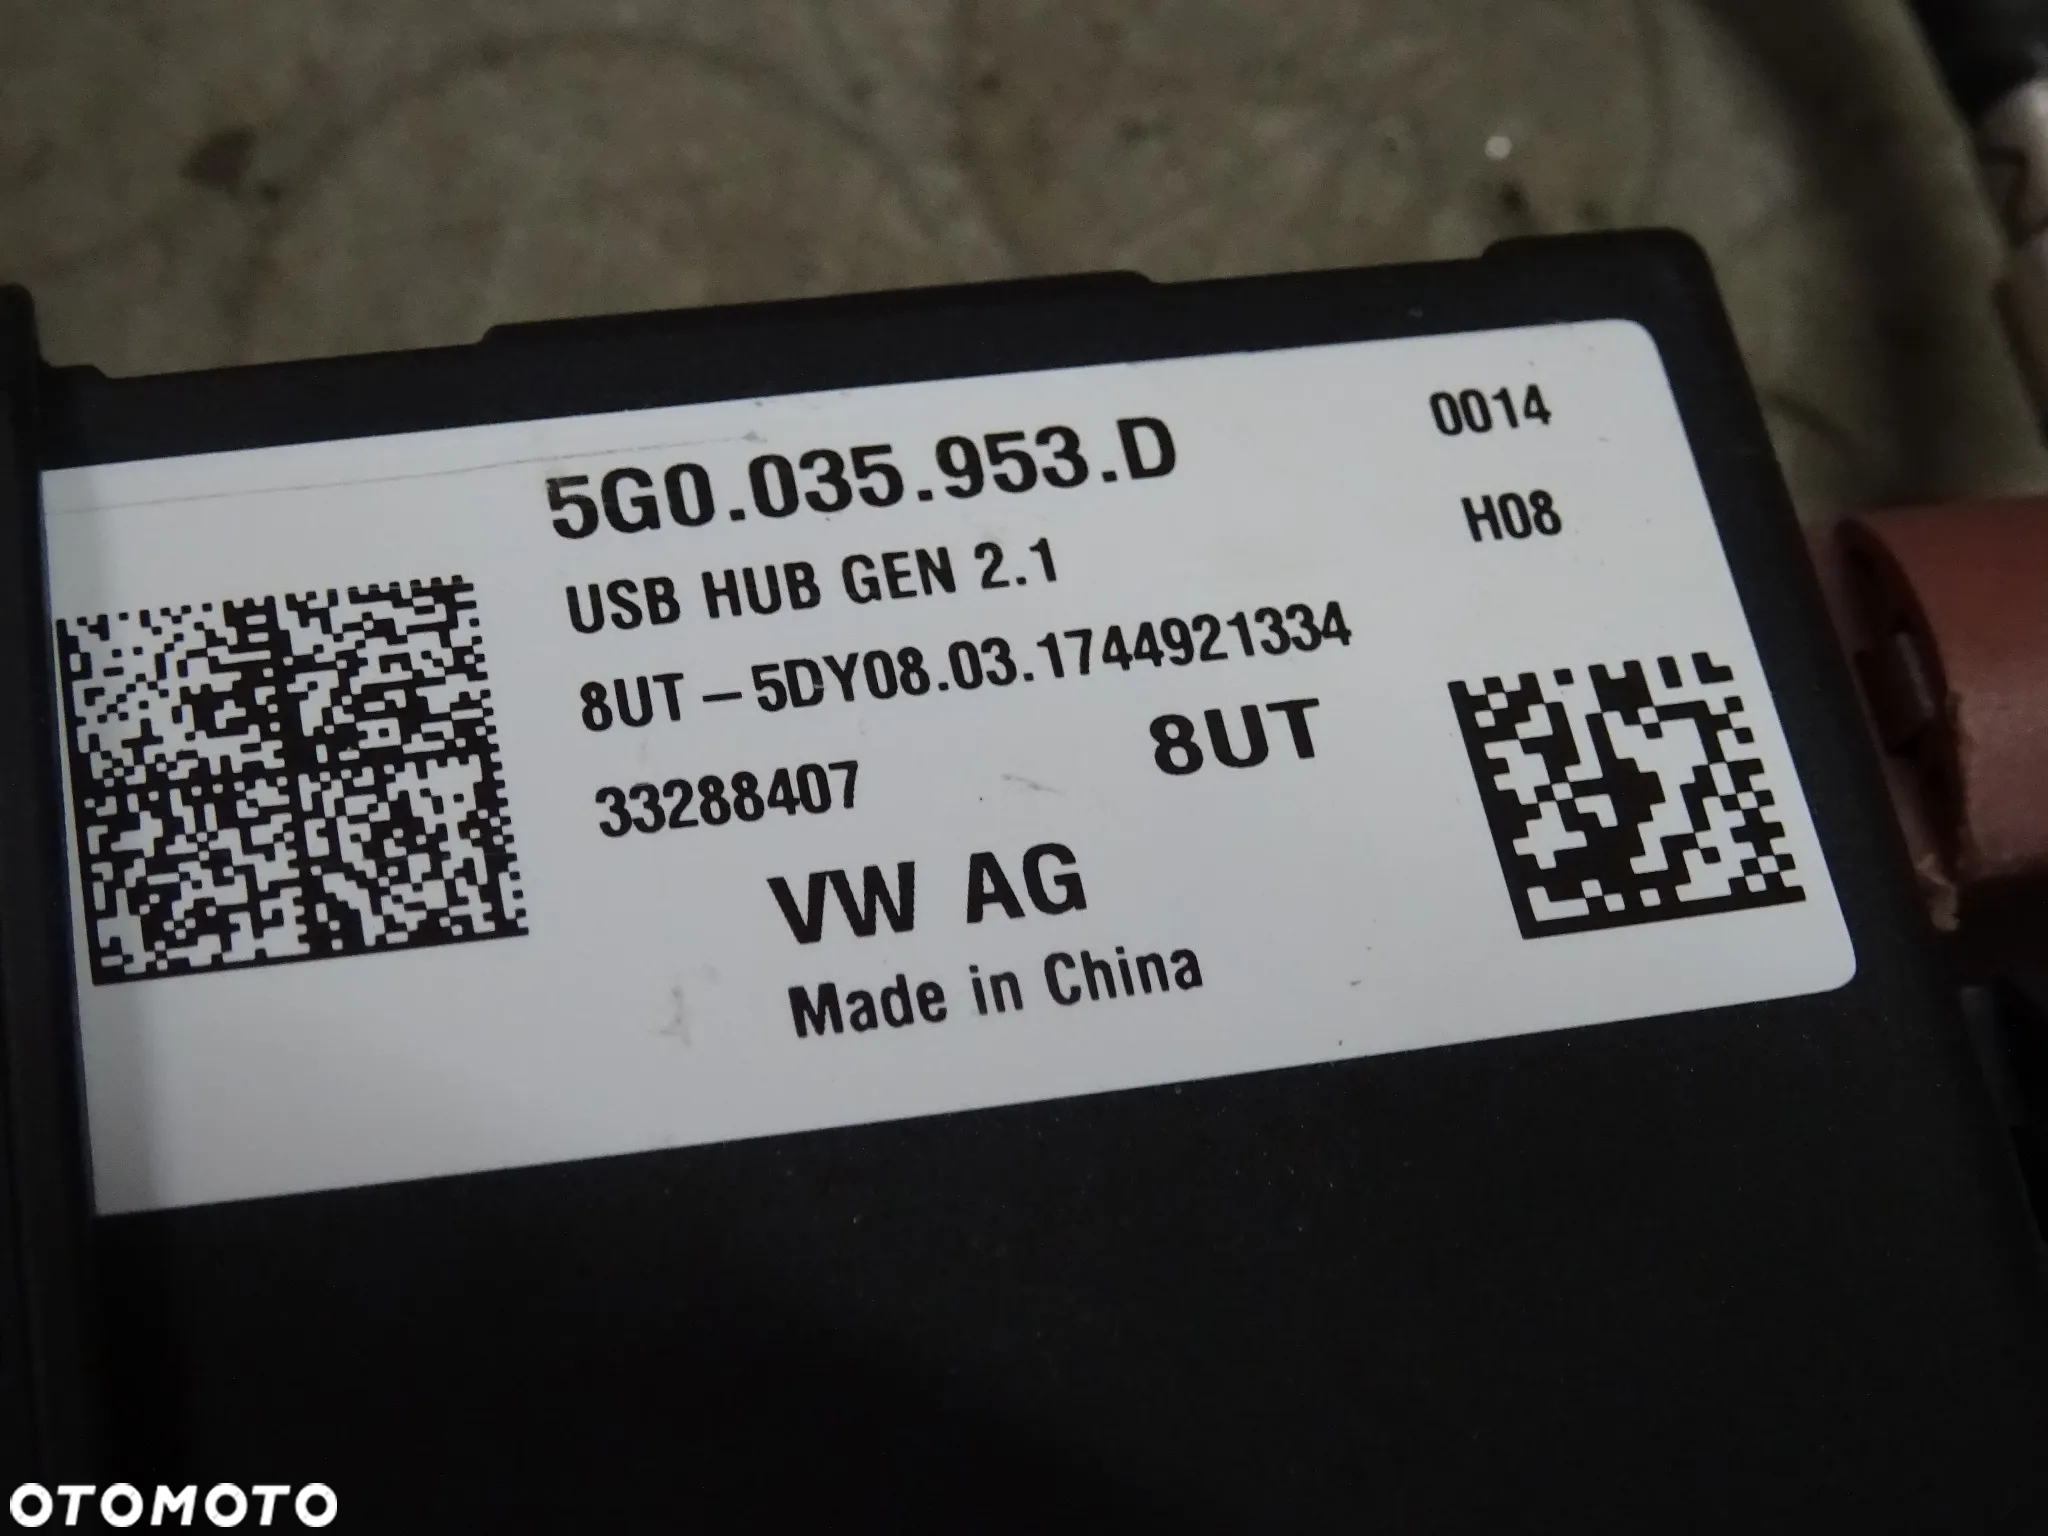 5G0.035.953.D
0014
USB HUB GEN 2.1
H08
8UT – 5DY08.03.1744921334
33288407
8UT
VW AG
Made in China
OTOMOTO